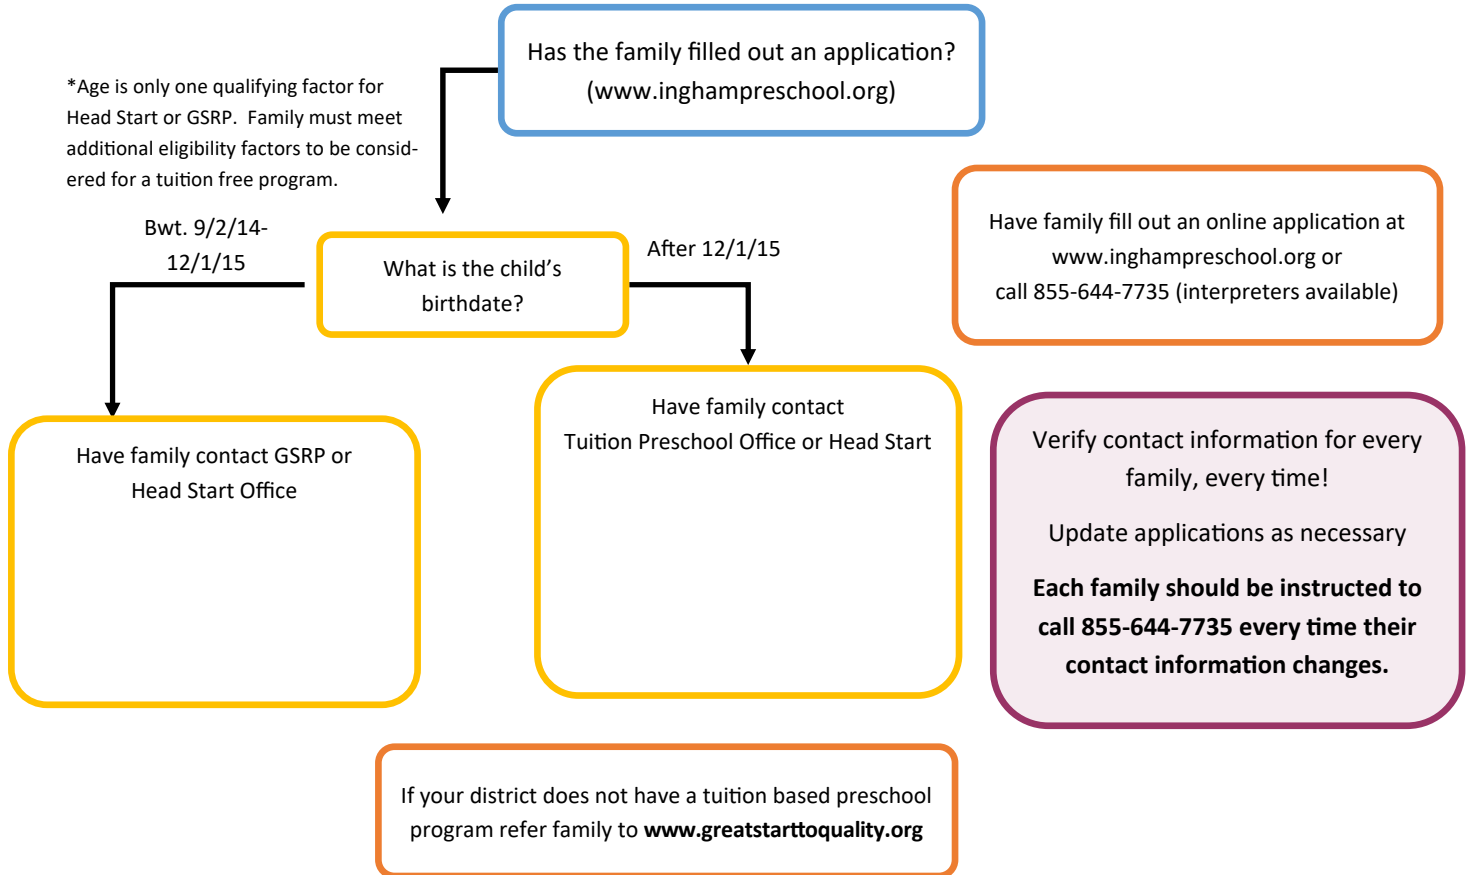 Has the family filled out an application?
(www.inghampreschool.org)
*Age is only one qualifying factor for
Head Start or GSRP.  Family must meet
additional eligibility factors to be consid-
ered for a tuition free program.
Bwt. 9/2/14-
12/1/15
What is the child’s
birthdate?
After 12/1/15
Have family fill out an online application at
www.inghampreschool.org or
call 855-644-7735 (interpreters available)
Have family contact GSRP or
Head Start Office
Have family contact
Tuition Preschool Office or Head Start
Verify contact information for every
family, every time!
Update applications as necessary
Each family should be instructed to
call 855-644-7735 every time their
contact information changes.
If your district does not have a tuition based preschool
program refer family to www.greatstarttoquality.org